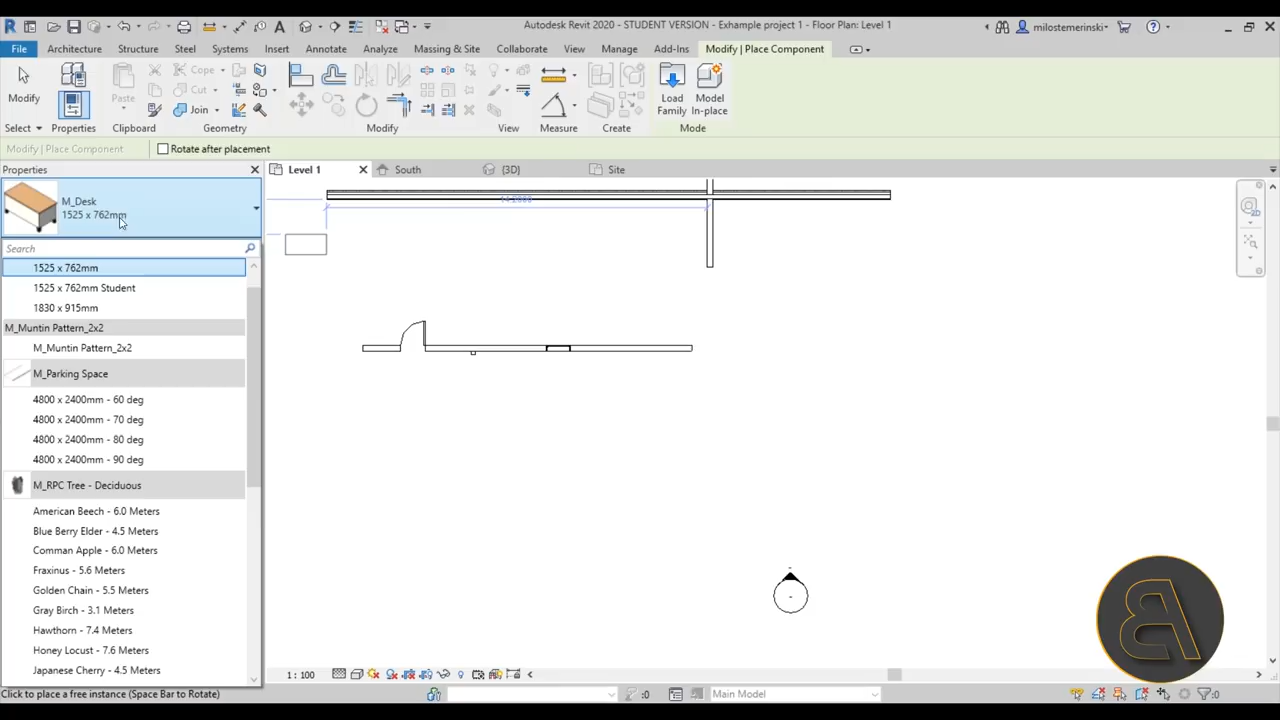 Autodesk Revit 2020 - STUDENT VERSION - Exhample project 1 - Floor Plan: Level 1
milostemerinski
File Architecture Structure Steel Systems Insert Annotate Analyze Massing & Site Collaborate View Manage Add-Ins Modify | Place Component
Cope
Cut
Join
Modify Paste Load Family Model In-place
Select Properties Clipboard Geometry Modify View Measure Create Mode
Modify | Place Component Rotate after placement
Properties
Level 1 South (3D) Site
M_Desk
1525 x 762mm
Search
1525 x 762mm
1525 x 762mm Student
1830 x 915mm
M_Muntin Pattern_2x2
M_Muntin Pattern_2x2
M_Parking Space
4800 x 2400mm - 60 deg
4800 x 2400mm - 70 deg
4800 x 2400mm - 80 deg
4800 x 2400mm - 90 deg
M_RPC Tree - Deciduous
American Beech - 6.0 Meters
Blue Berry Elder - 4.5 Meters
Comman Apple - 6.0 Meters
Fraxinus - 5.6 Meters
Golden Chain - 5.5 Meters
Gray Birch - 3.1 Meters
Hawthorn - 7.4 Meters
Honey Locust - 7.6 Meters
Japanese Cherry - 4.5 Meters
1 : 100
Click to place a free instance (Space Bar to Rotate) :0 Main Model :0